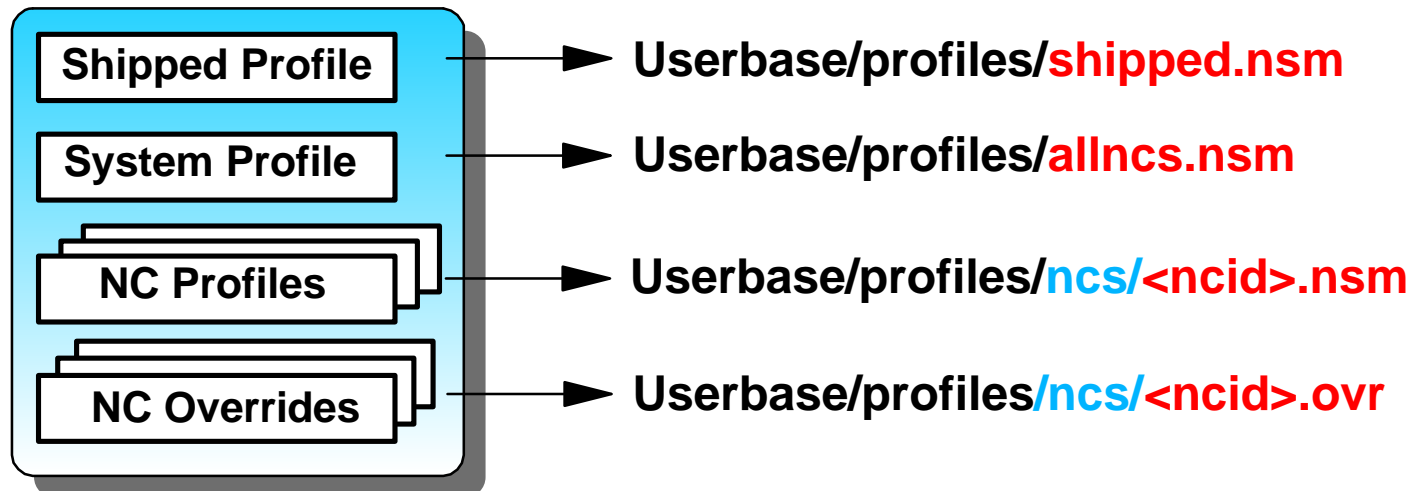 Shipped Profile
Userbase/profiles/shipped.nsm
System Profile
Userbase/profiles/allncs.nsm
NC Profiles
Userbase/profiles/ncs/<ncid>.nsm
NC Overrides
Userbase/profiles/ncs/<ncid>.ovr